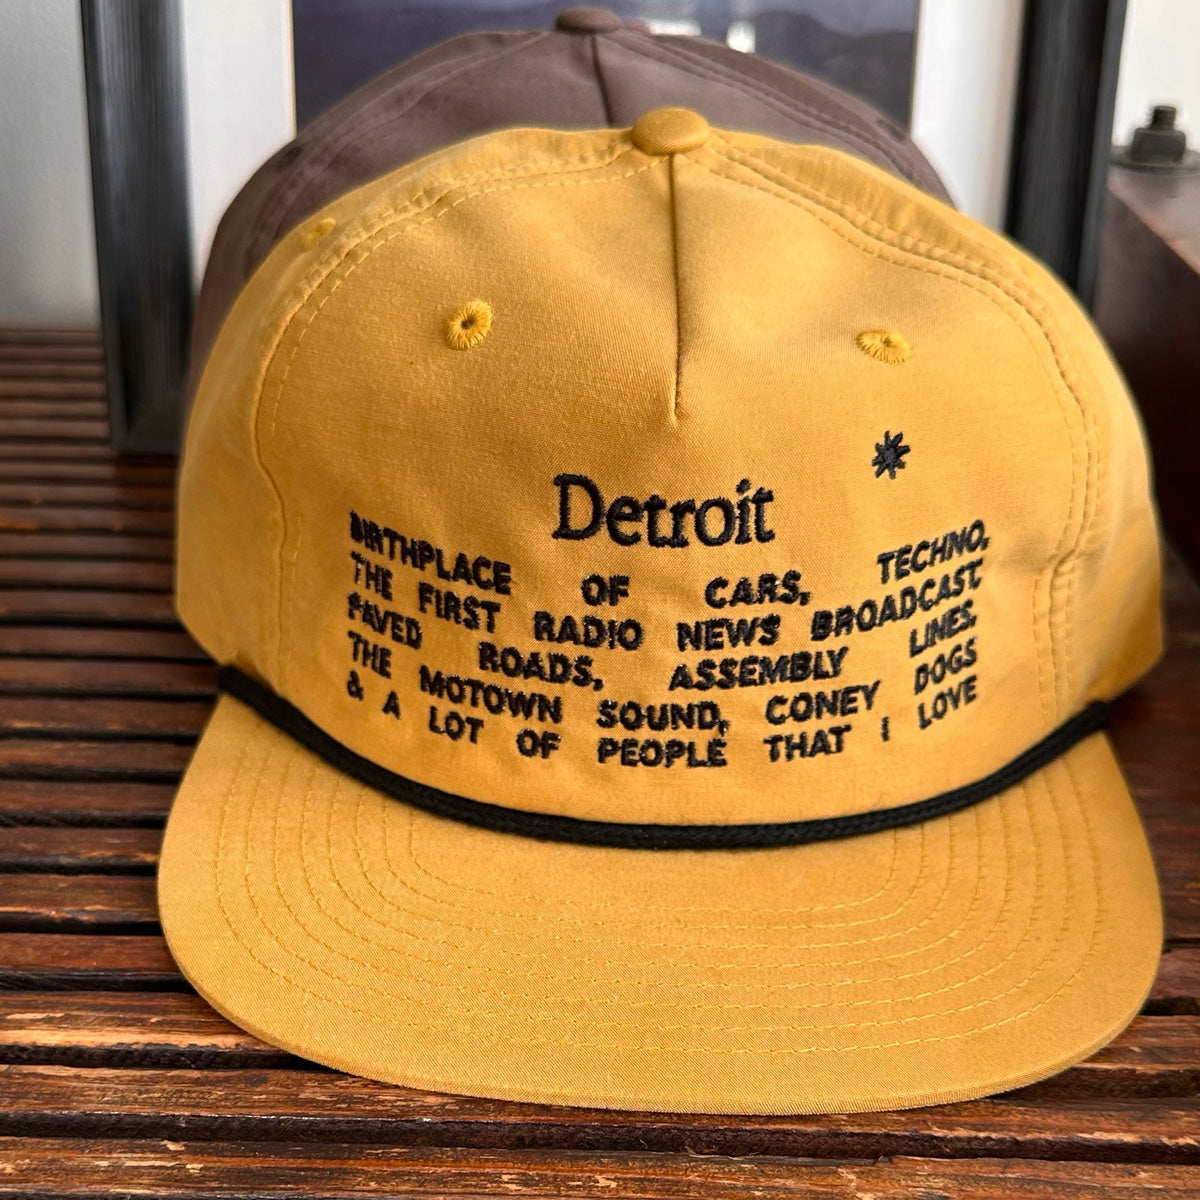 Detroit
BIRTHPLACE OF CARS, TECHNO,
THE FIRST RADIO NEWS BROADCAST,
PAVED ROADS, ASSEMBLY LINES,
THE MOTOWN SOUND, CONEY DOGS
& A LOT OF PEOPLE THAT I LOVE